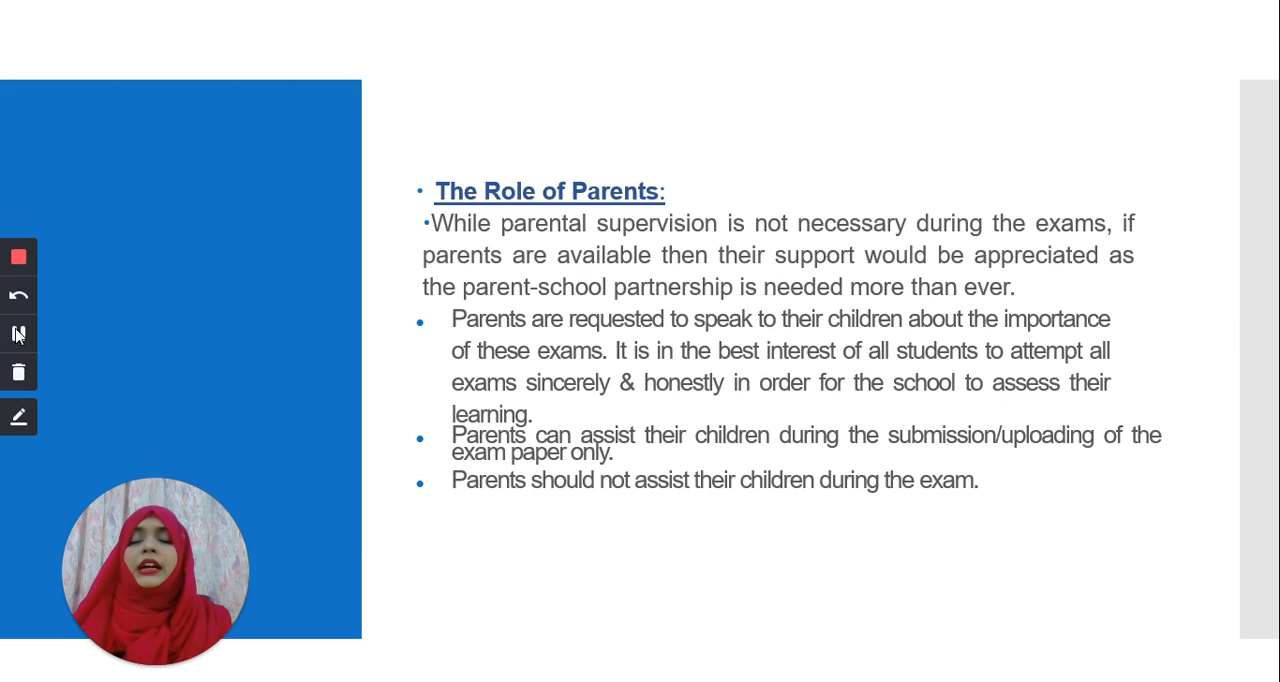 • The Role of Parents:
•While parental supervision is not necessary during the exams, if
parents are available then their support would be appreciated as
the parent-school partnership is needed more than ever.
• Parents are requested to speak to their children about the importance
of these exams. It is in the best interest of all students to attempt all
exams sincerely & honestly in order for the school to assess their
learning.
• Parents can assist their children during the submission/uploading of the
exam paper only.
• Parents should not assist their children during the exam.